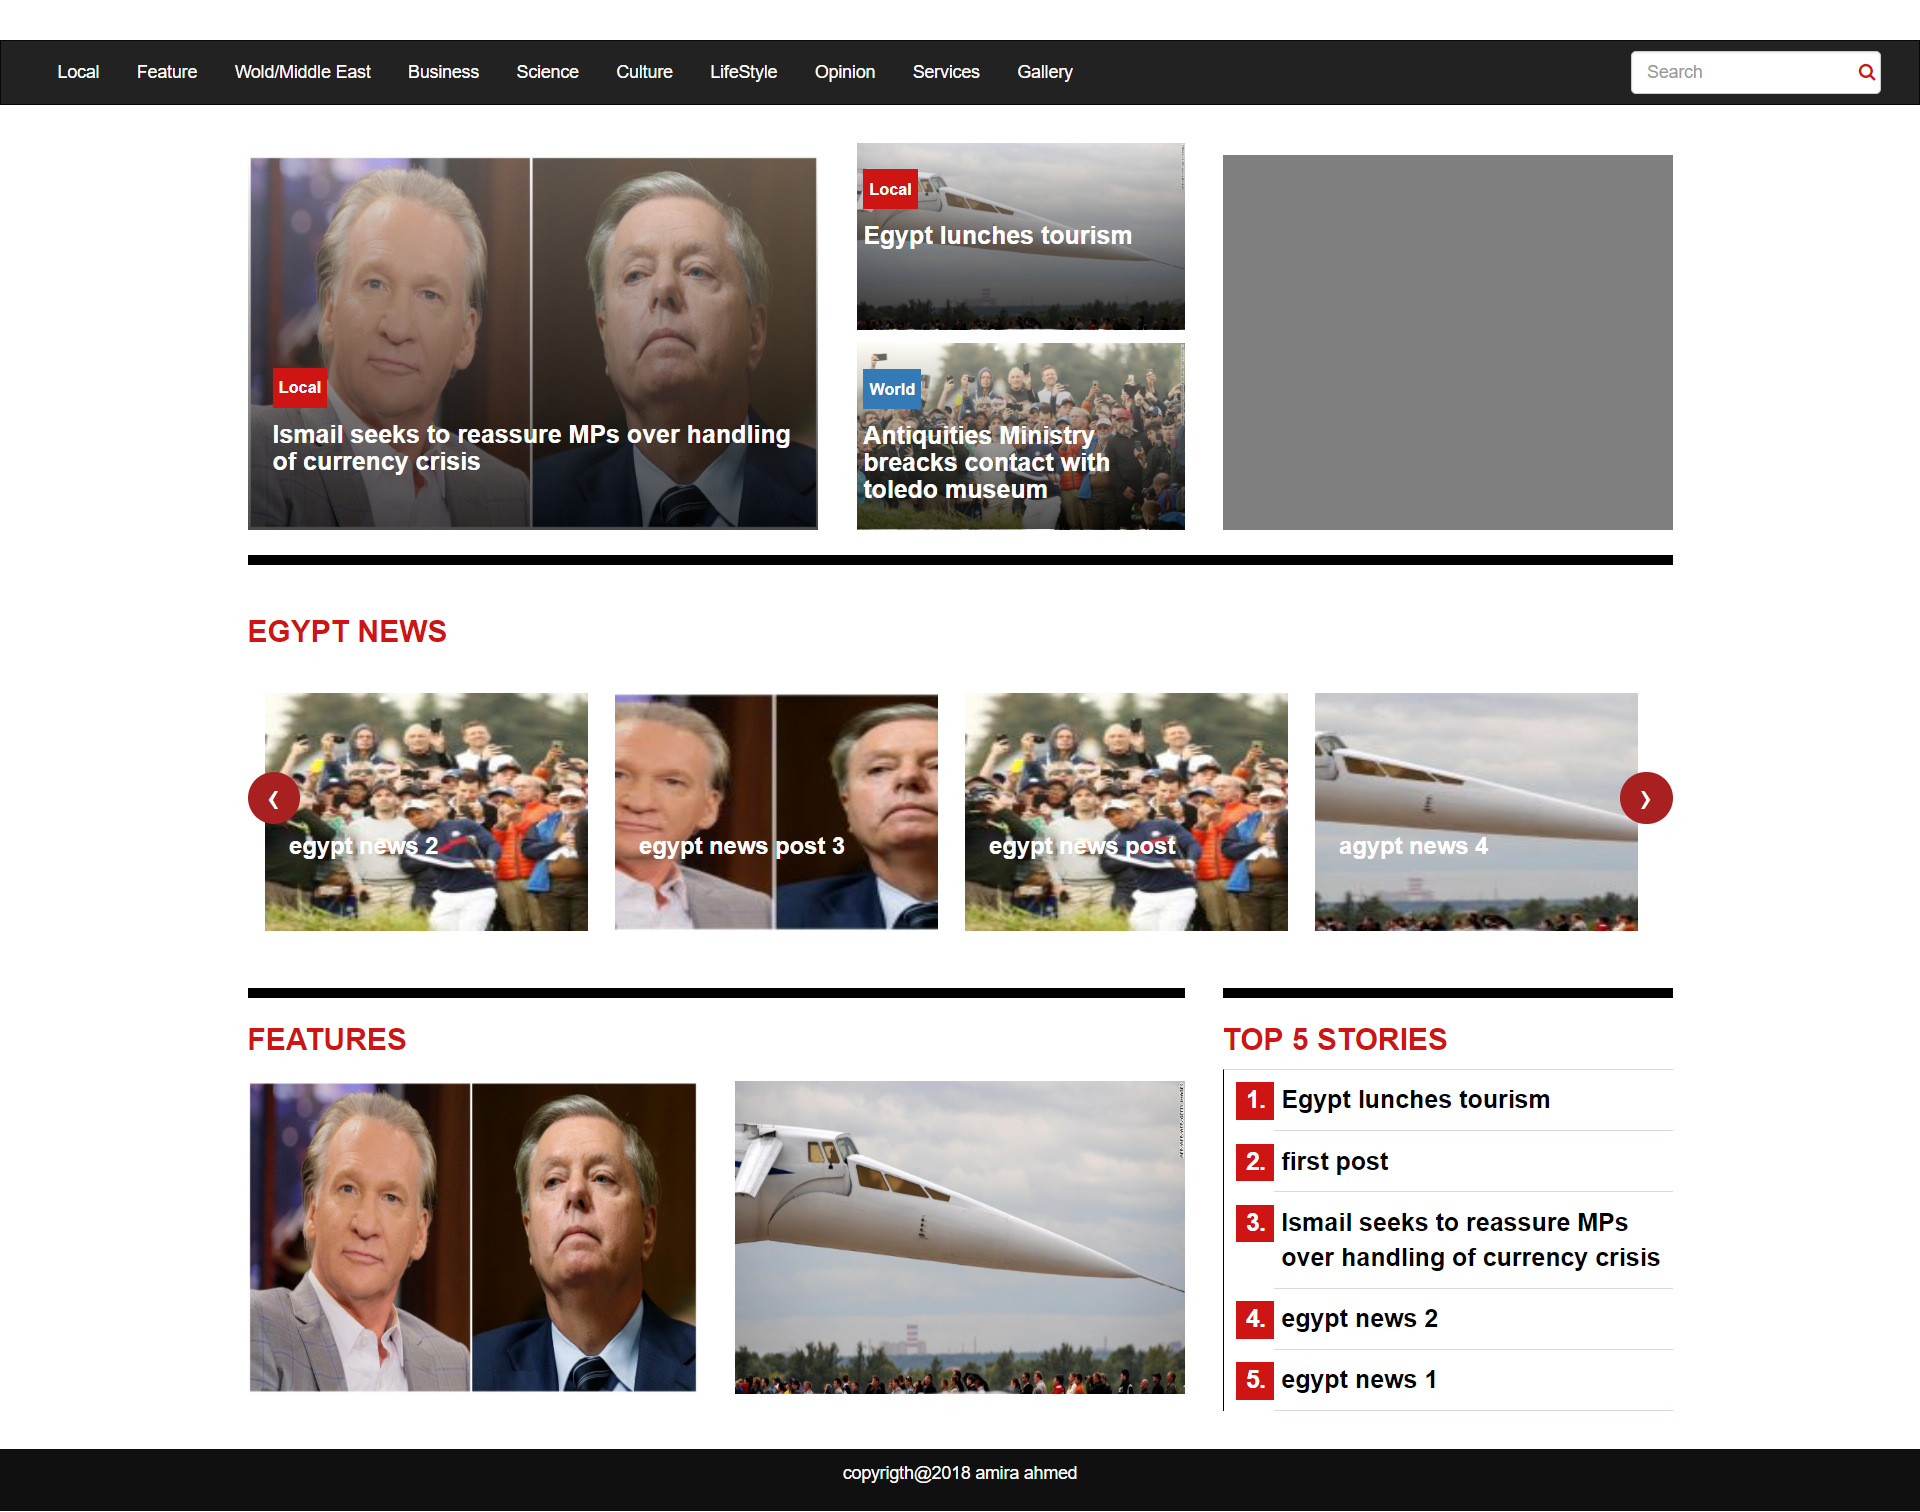 Local Feature Wold/Middle East Business Science Culture LifeStyle Opinion Services Gallery Search
Local
Ismail seeks to reassure MPs over handling
of currency crisis
Local
Egypt lunches tourism
World
Antiquities Ministry
breacks contact with
toledo museum
EGYPT NEWS
❮
egypt news 2
egypt news post 3
egypt news post
agypt news 4
❯
FEATURES
TOP 5 STORIES
1. Egypt lunches tourism
2. first post
3. Ismail seeks to reassure MPs
over handling of currency crisis
4. egypt news 2
5. egypt news 1
copyrigth@2018 amira ahmed